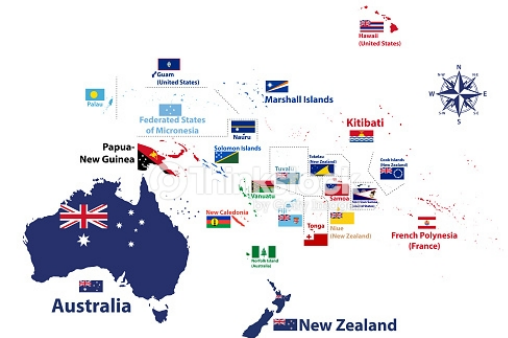 Hawaii
(United States)
Guam
(United States)
Palau
Marshall Islands
N
W
E
S
Federated States
of Micronesia
Nauru
Kitibati
Papua-
New Guinea
Solomon Islands
Tokelau
(New Zealand)
Cook Islands
(New Zealand)
Tuvalu
Vanuatu
Samoa
New Caledonia
Tonga
Niue
(New Zealand)
French Polynesia
(France)
Norfolk Island
(Australia)
Australia
New Zealand
thinkstock